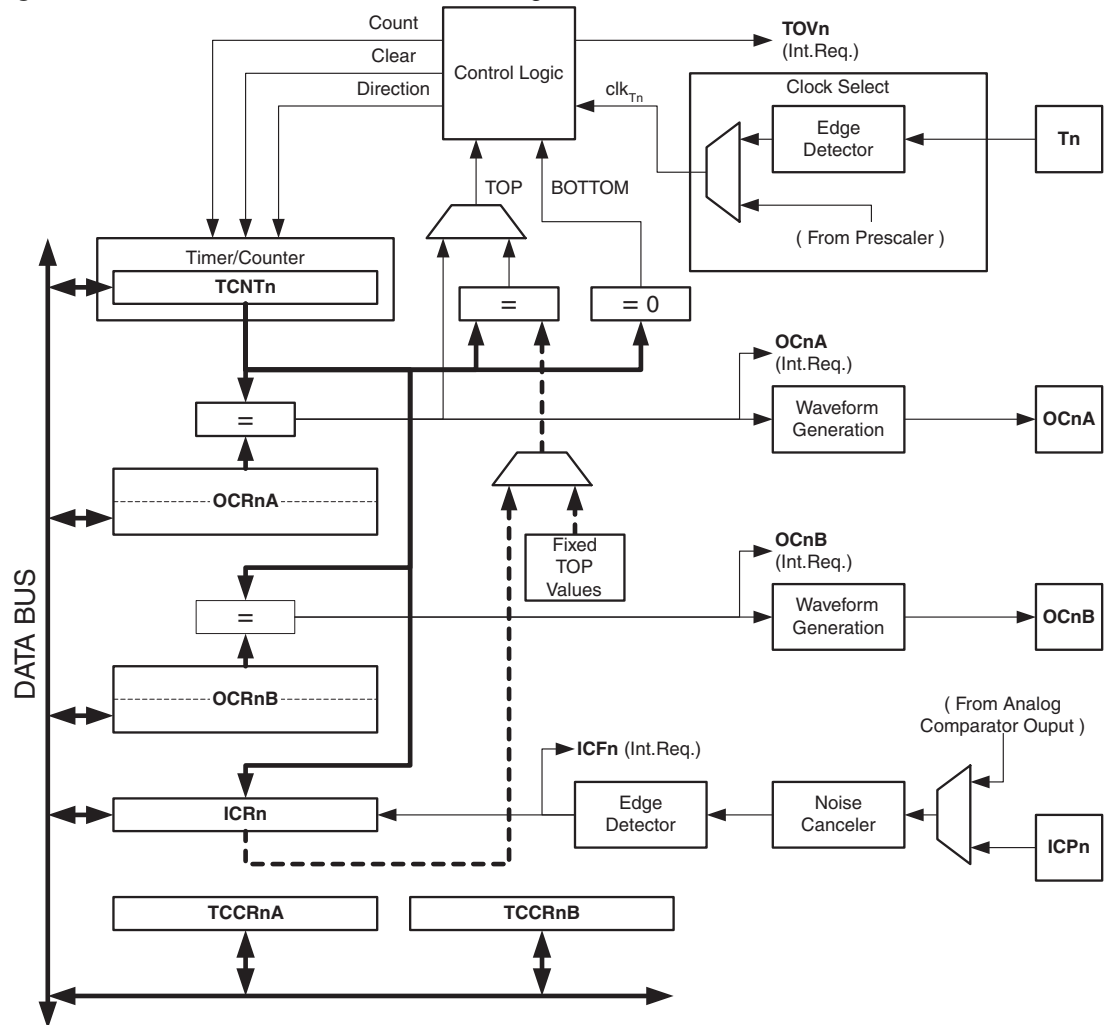 Count
Clear
Direction
Control Logic
TOVn
(Int.Req.)
clkTn
Clock Select
Edge
Detector
Tn
( From Prescaler )
TOP
BOTTOM
Timer/Counter
TCNTn
=
= 0
OCnA
(Int.Req.)
=
Waveform
Generation
OCnA
OCRnA
Fixed
TOP
Values
OCnB
(Int.Req.)
=
Waveform
Generation
OCnB
DATA BUS
OCRnB
( From Analog
Comparator Ouput )
ICFn (Int.Req.)
ICRn
Edge
Detector
Noise
Canceler
ICPn
TCCRnA
TCCRnB